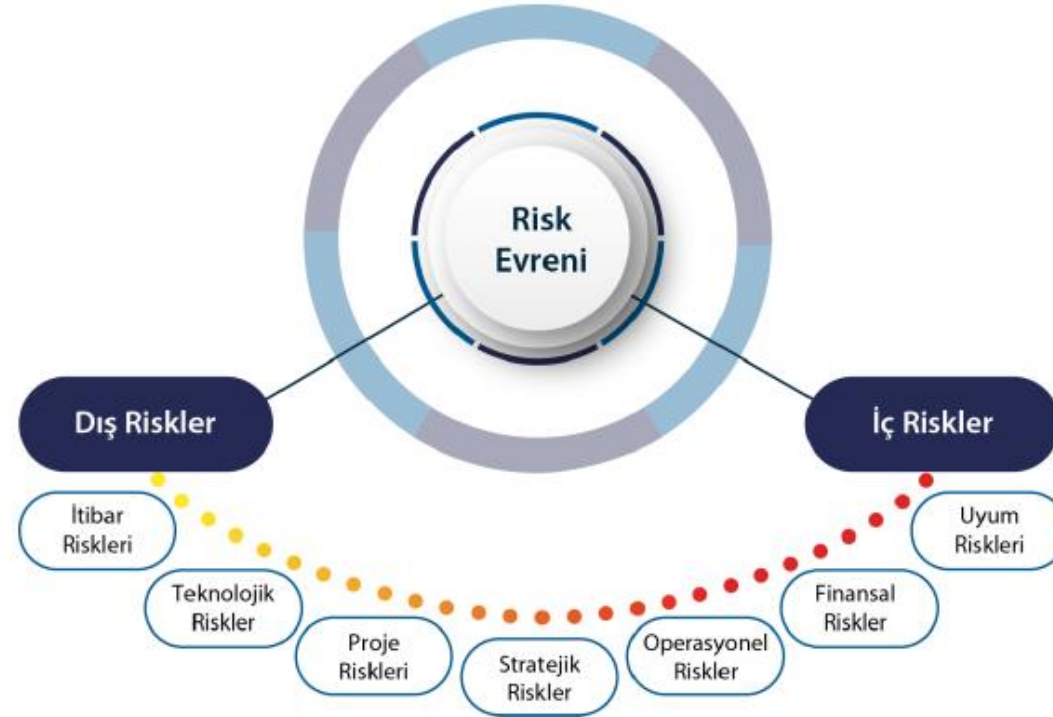 Risk
Evreni
Dış Riskler
İç Riskler
İtibar
Riskleri
Teknolojik
Riskler
Proje
Riskleri
Stratejik
Riskler
Operasyonel
Riskler
Finansal
Riskler
Uyum
Riskleri